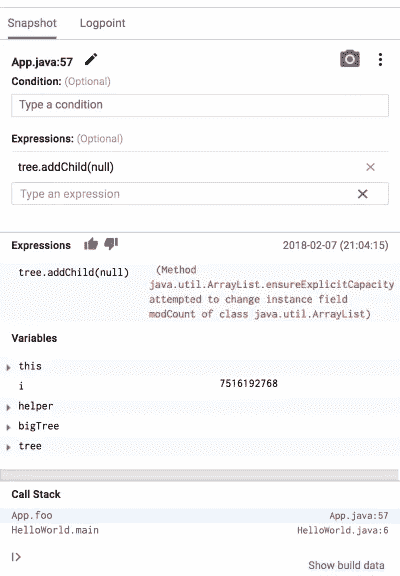 Snapshot Logpoint
App.java:57
Condition: (Optional)
Type a condition
Expressions: (Optional)
tree.addChild(null)
Type an expression
Expressions 2018-02-07 (21:04:15)
tree.addChild(null) (Method
java.util.ArrayList.ensureExplicitCapacity
attempted to change instance field
modCount of class java.util.ArrayList)
Variables
this
i 7516192768
helper
bigTree
tree
Call Stack
App.foo App.java:57
HelloWorld.main HelloWorld.java:6
Show build data